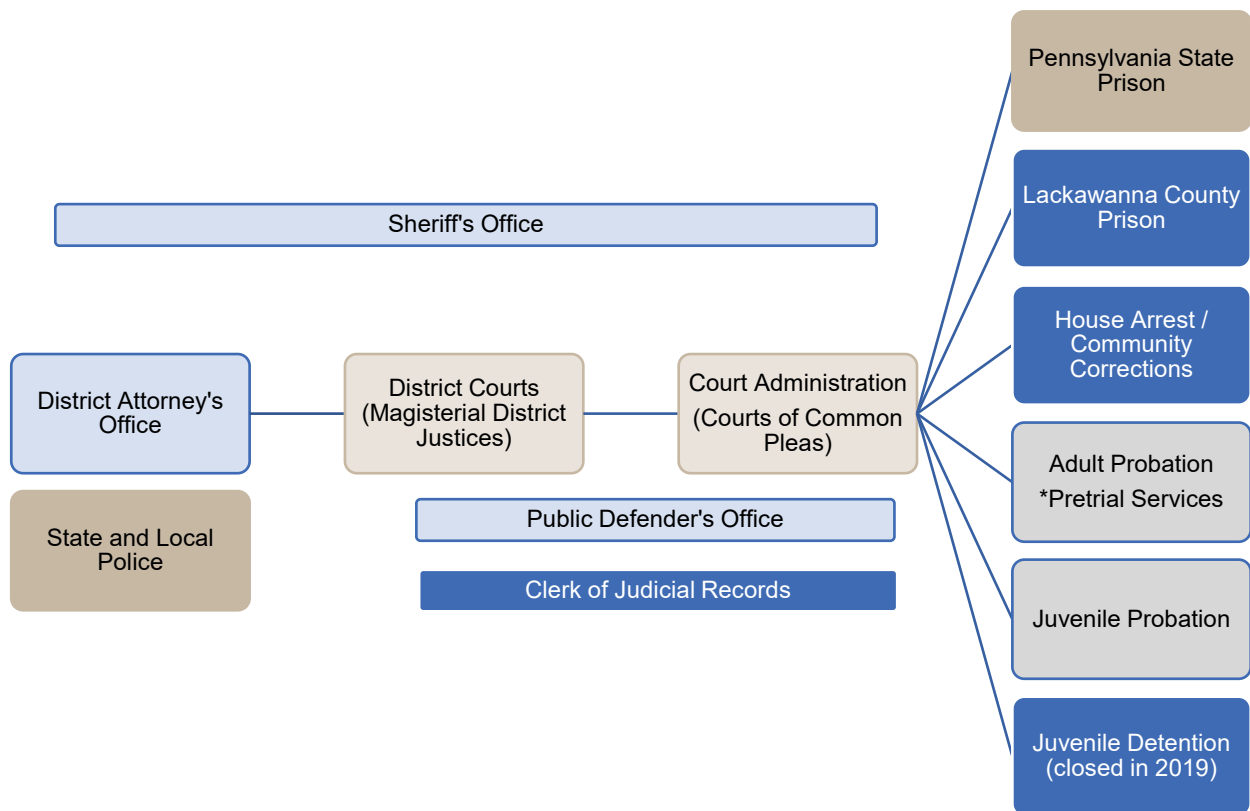 Pennsylvania State
Prison
Lackawanna County
Prison
Sheriff's Office
House Arrest /
Community
Corrections
District Attorney's
Office
District Courts
(Magisterial District
Justices)
Court Administration
(Courts of Common
Pleas)
Adult Probation
*Pretrial Services
State and Local
Police
Public Defender's Office
Clerk of Judicial Records
Juvenile Probation
Juvenile Detention
(closed in 2019)